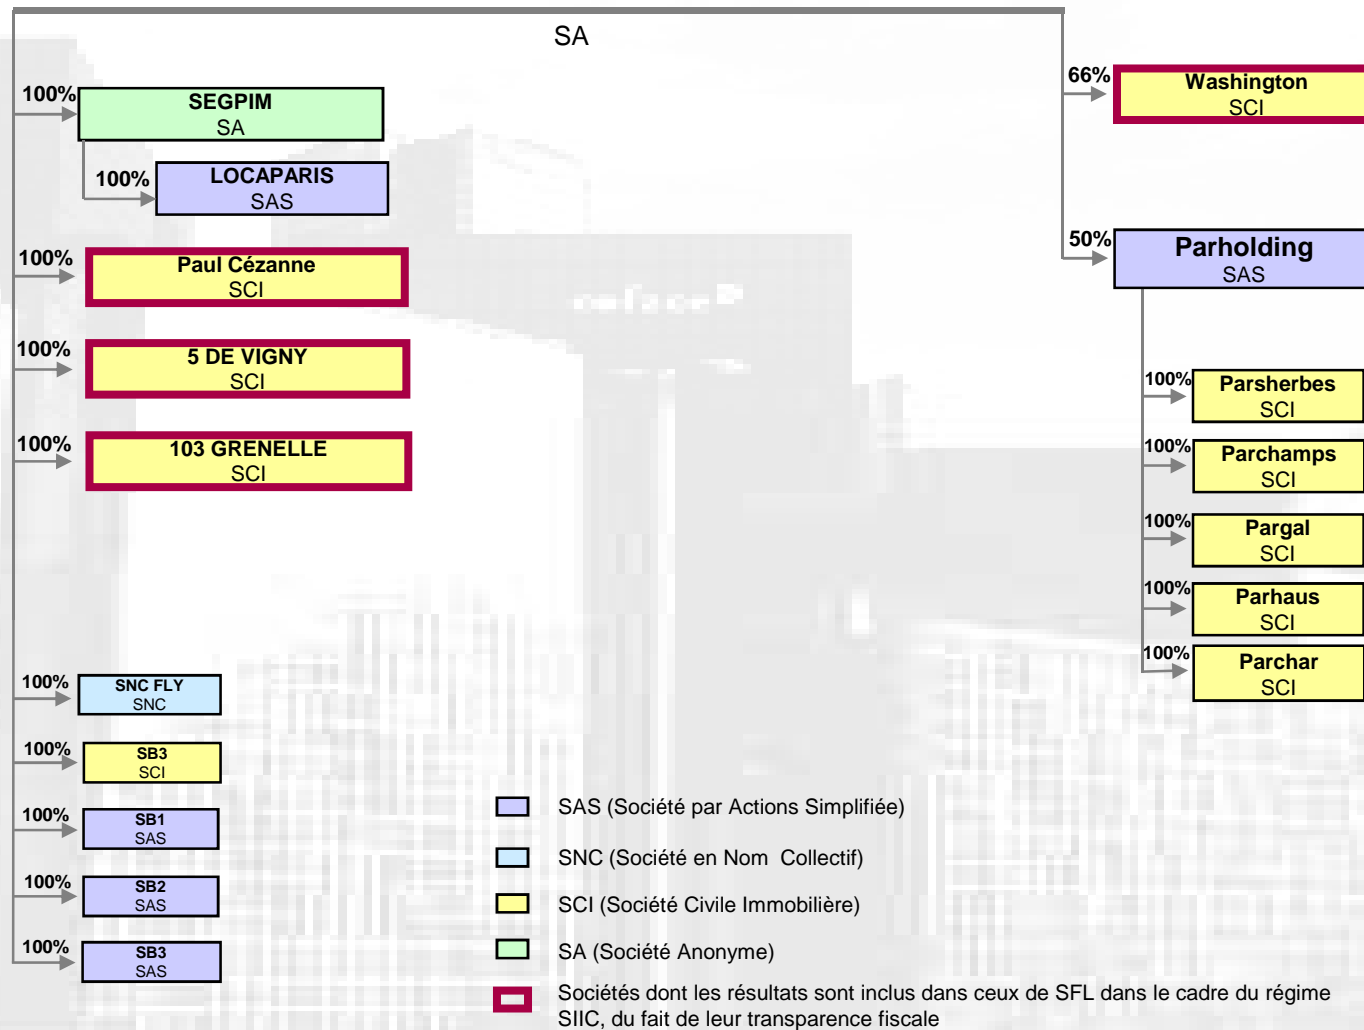 SA
100%
SEGPIM
SA
100%
LOCAPARIS
SAS
100%
Paul Cézanne
SCI
100%
5 DE VIGNY
SCI
100%
103 GRENELLE
SCI
100%
SNC FLY
SNC
100%
SB3
SCI
100%
SB1
SAS
100%
SB2
SAS
100%
SB3
SAS
66%
Washington
SCI
50%
Parholding
SAS
100%
Parsherbes
SCI
100%
Parchamps
SCI
100%
Pargal
SCI
100%
Parhaus
SCI
100%
Parchar
SCI
SAS (Société par Actions Simplifiée)
SNC (Société en Nom Collectif)
SCI (Société Civile Immobilière)
SA (Société Anonyme)
Sociétés dont les résultats sont inclus dans ceux de SFL dans le cadre du régime
SIIC, du fait de leur transparence fiscale